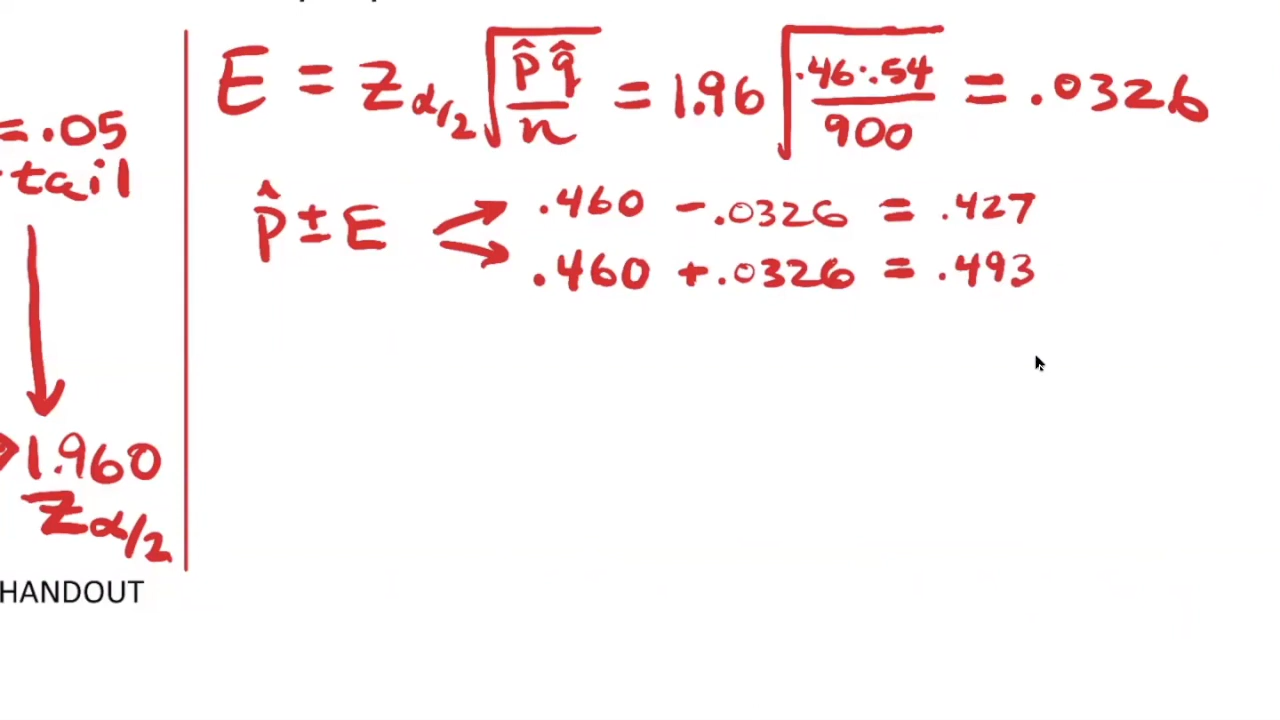 = .05
tail
1.960
Zα/2
HANDOUT
E = Zα/2 √(p̂ q̂ / n) = 1.96 √(.46·.54 / 900) = .0326
p̂ ± E
.460 - .0326 = .427
.460 + .0326 = .493